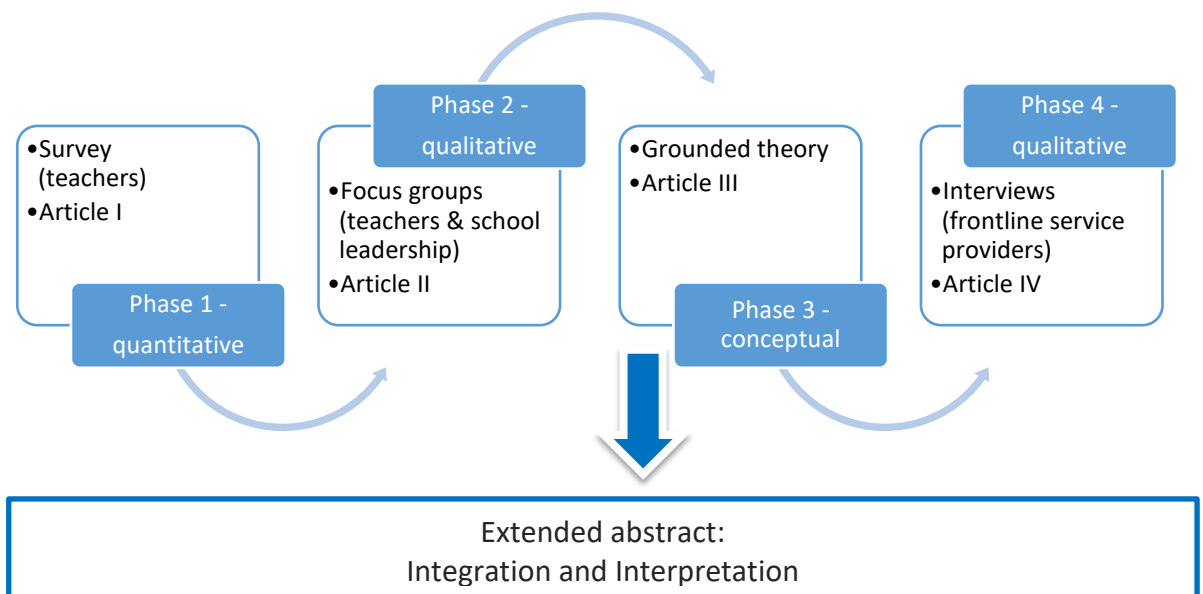 •Survey
(teachers)
•Article I
Phase 1 -
quantitative
Phase 2 -
qualitative
•Focus groups
(teachers & school
leadership)
•Article II
•Grounded theory
•Article III
Phase 3 -
conceptual
Phase 4 -
qualitative
•Interviews
(frontline service
providers)
•Article IV
Extended abstract:
Integration and Interpretation